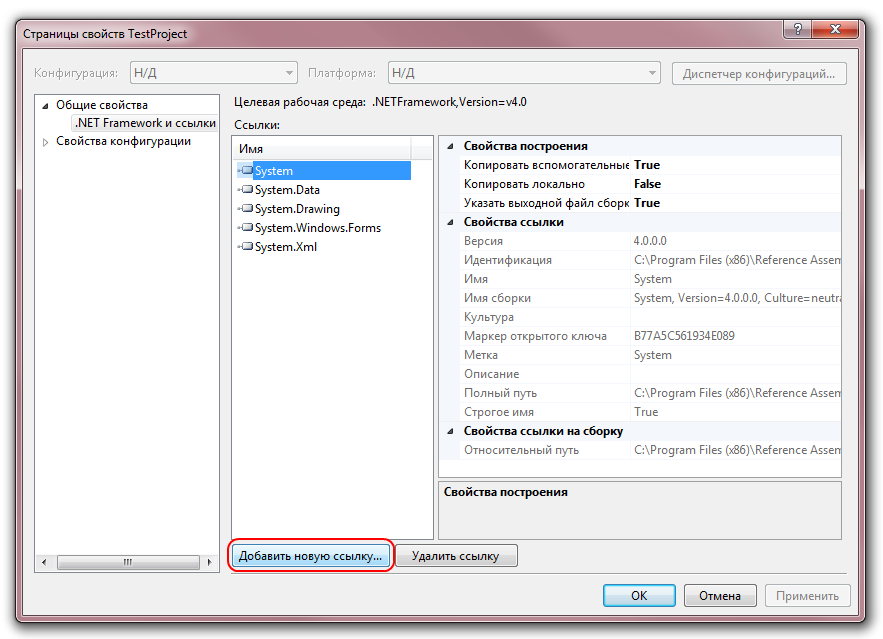 Страницы свойств TestProject
Конфигурация: Н/Д Платформа: Н/Д Диспетчер конфигураций...
Общие свойства
.NET Framework и ссылки
Свойства конфигурации
Целевая рабочая среда: .NETFramework,Version=v4.0
Ссылки:
Имя
System
System.Data
System.Drawing
System.Windows.Forms
System.Xml
Свойства построения
Копировать вспомогательные True
Копировать локально False
Указать выходной файл сборк True
Свойства ссылки
Версия 4.0.0.0
Идентификация C:\Program Files (x86)\Reference Assem
Имя System
Имя сборки System, Version=4.0.0.0, Culture=neutra
Культура
Маркер открытого ключа B77A5C561934E089
Метка System
Описание
Полный путь C:\Program Files (x86)\Reference Assem
Строгое имя True
Свойства ссылки на сборку
Относительный путь C:\Program Files (x86)\Reference Assem
Свойства построения
Добавить новую ссылку... Удалить ссылку
OK Отмена Применить